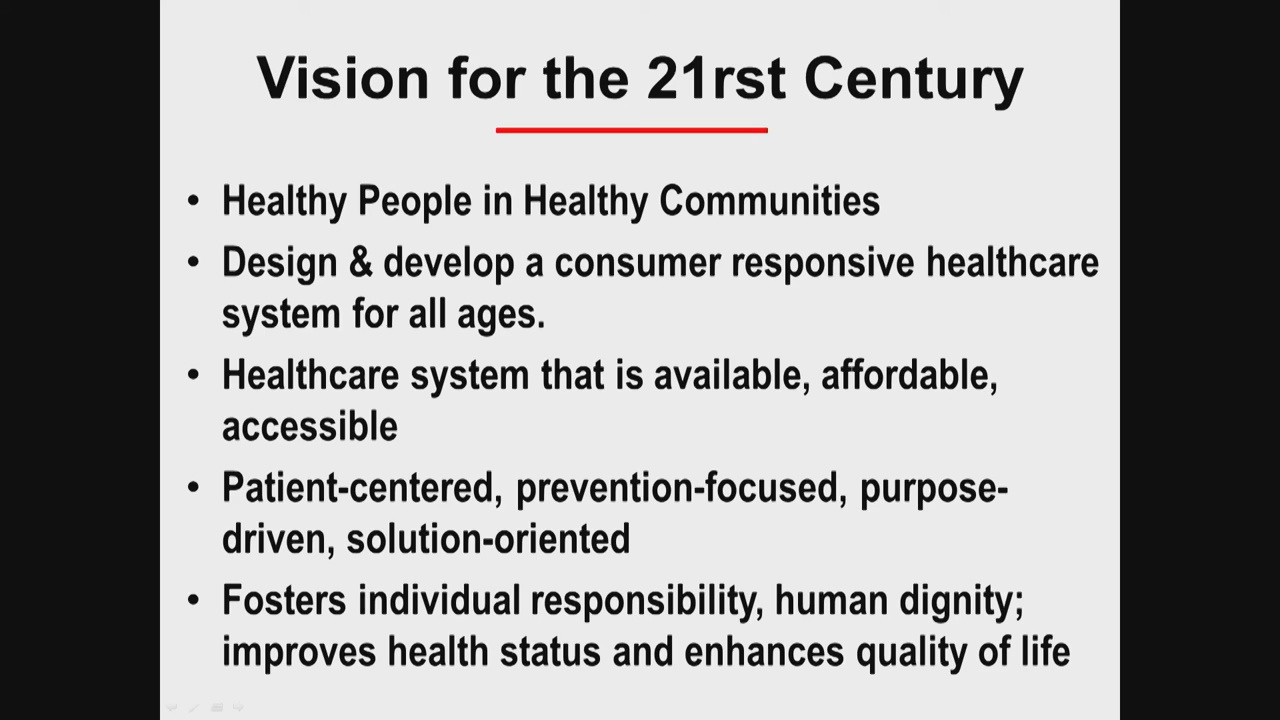 Vision for the 21rst Century
• Healthy People in Healthy Communities
• Design & develop a consumer responsive healthcare
system for all ages.
• Healthcare system that is available, affordable,
accessible
• Patient-centered, prevention-focused, purpose-
driven, solution-oriented
• Fosters individual responsibility, human dignity;
improves health status and enhances quality of life